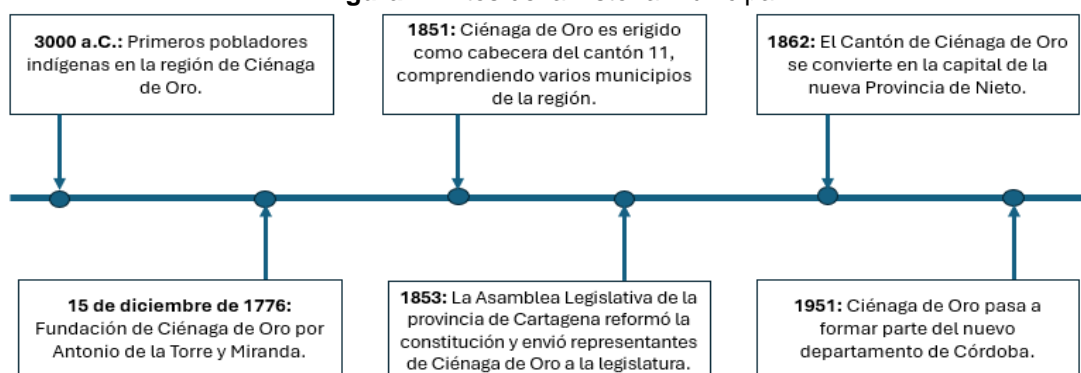 3000 a.C.: Primeros pobladores
indígenas en la región de Ciénaga
de Oro.
1851: Ciénaga de Oro es erigido
como cabecera del cantón 11,
comprendiendo varios municipios
de la región.
1862: El Cantón de Ciénaga de Oro
se convierte en la capital de la
nueva Provincia de Nieto.
15 de diciembre de 1776:
Fundación de Ciénaga de Oro por
Antonio de la Torre y Miranda.
1853: La Asamblea Legislativa de la
provincia de Cartagena reformó la
constitución y envió representantes
de Ciénaga de Oro a la legislatura.
1951: Ciénaga de Oro pasa a
formar parte del nuevo
departamento de Córdoba.